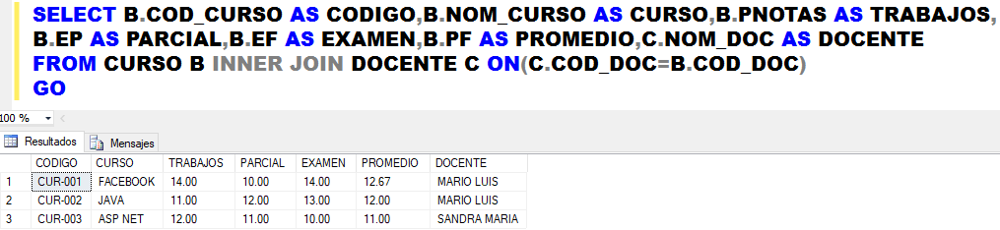 SELECT B.COD_CURSO AS CODIGO,B.NOM_CURSO AS CURSO,B.PNOTAS AS TRABAJOS,
B.EP AS PARCIAL,B.EF AS EXAMEN,B.PF AS PROMEDIO,C.NOM_DOC AS DOCENTE
FROM CURSO B INNER JOIN DOCENTE C ON(C.COD_DOC=B.COD_DOC)
GO
100 %
Resultados Mensajes
CODIGO CURSO TRABAJOS PARCIAL EXAMEN PROMEDIO DOCENTE
1 CUR-001 FACEBOOK 14.00 10.00 14.00 12.67 MARIO LUIS
2 CUR-002 JAVA 11.00 12.00 13.00 12.00 MARIO LUIS
3 CUR-003 ASP NET 12.00 11.00 10.00 11.00 SANDRA MARIA